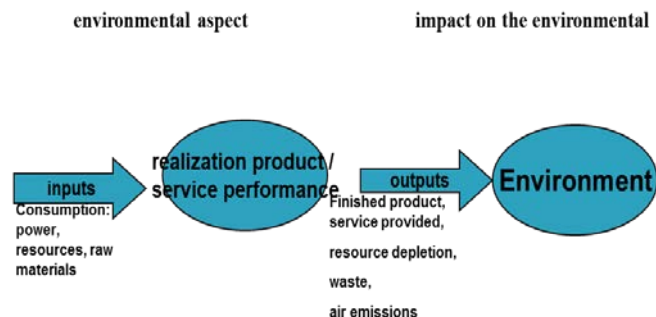 environmental aspect
impact on the environmental
inputs
Consumption:
power,
resources, raw
materials
realization product /
service performance
outputs
Finished product,
service provided,
resource depletion,
waste,
air emissions
Environment